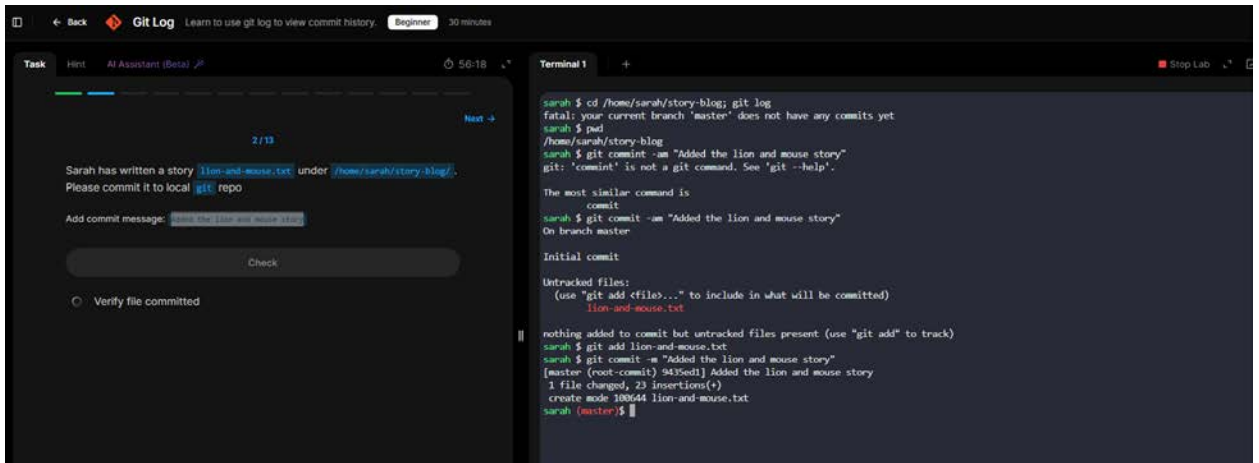 ← Back Git Log Learn to use git log to view commit history. Beginner 30 minutes
Task Hint AI Assistant (Beta) 56:18
Next →
2/13
Sarah has written a story lion-and-mouse.txt under /home/sarah/story-blog/ .
Please commit it to local git repo
Add commit message: Added the lion and mouse story
Check
Verify file committed
Terminal 1 + Stop Lab
sarah $ cd /home/sarah/story-blog; git log
fatal: your current branch 'master' does not have any commits yet
sarah $ pwd
/home/sarah/story-blog
sarah $ git commint -am "Added the lion and mouse story"
git: 'commint' is not a git command. See 'git --help'.
The most similar command is
commit
sarah $ git commit -am "Added the lion and mouse story"
On branch master
Initial commit
Untracked files:
(use "git add <file>..." to include in what will be committed)
lion-and-mouse.txt
nothing added to commit but untracked files present (use "git add" to track)
sarah $ git add lion-and-mouse.txt
sarah $ git commit -m "Added the lion and mouse story"
[master (root-commit) 9435ed1] Added the lion and mouse story
1 file changed, 23 insertions(+)
create mode 100644 lion-and-mouse.txt
sarah (master)$